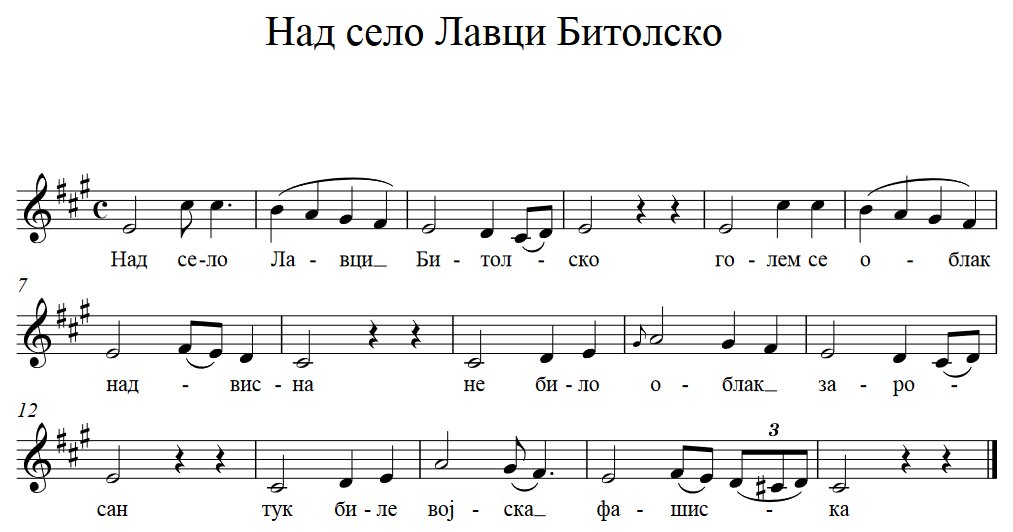 Над село Лавци Битолско
Над се-ло Ла - вци_ Би - тол - ско го - лем се о - блак
7
над - вис - на не би - ло о - блак_ за - ро -
12
3
сан тук би - ле вој - ска_ фа - шис - ка